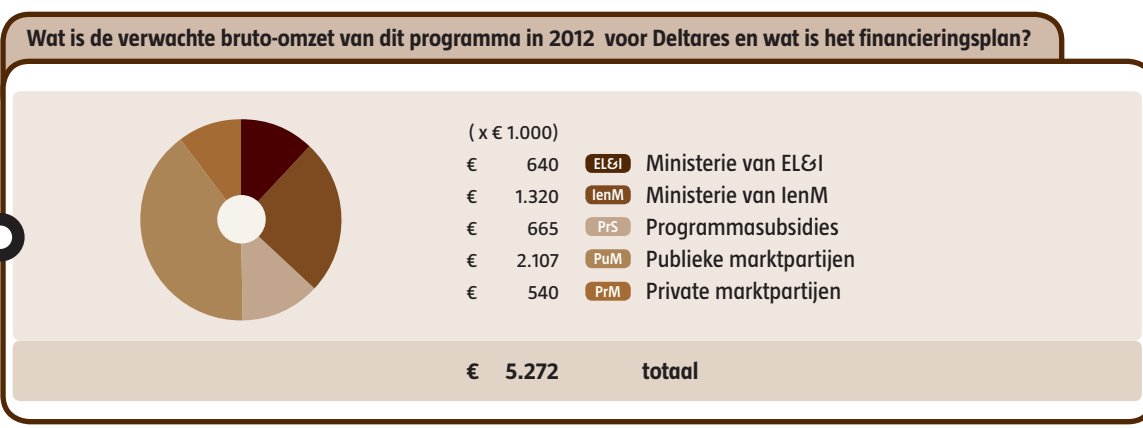 Wat is de verwachte bruto-omzet van dit programma in 2012 voor Deltares en wat is het financieringsplan?
( x € 1.000)
€ 640 EL&I Ministerie van EL&I
€ 1.320 IenM Ministerie van IenM
€ 665 PrS Programmasubsidies
€ 2.107 PuM Publieke marktpartijen
€ 540 PrM Private marktpartijen
€ 5.272 totaal